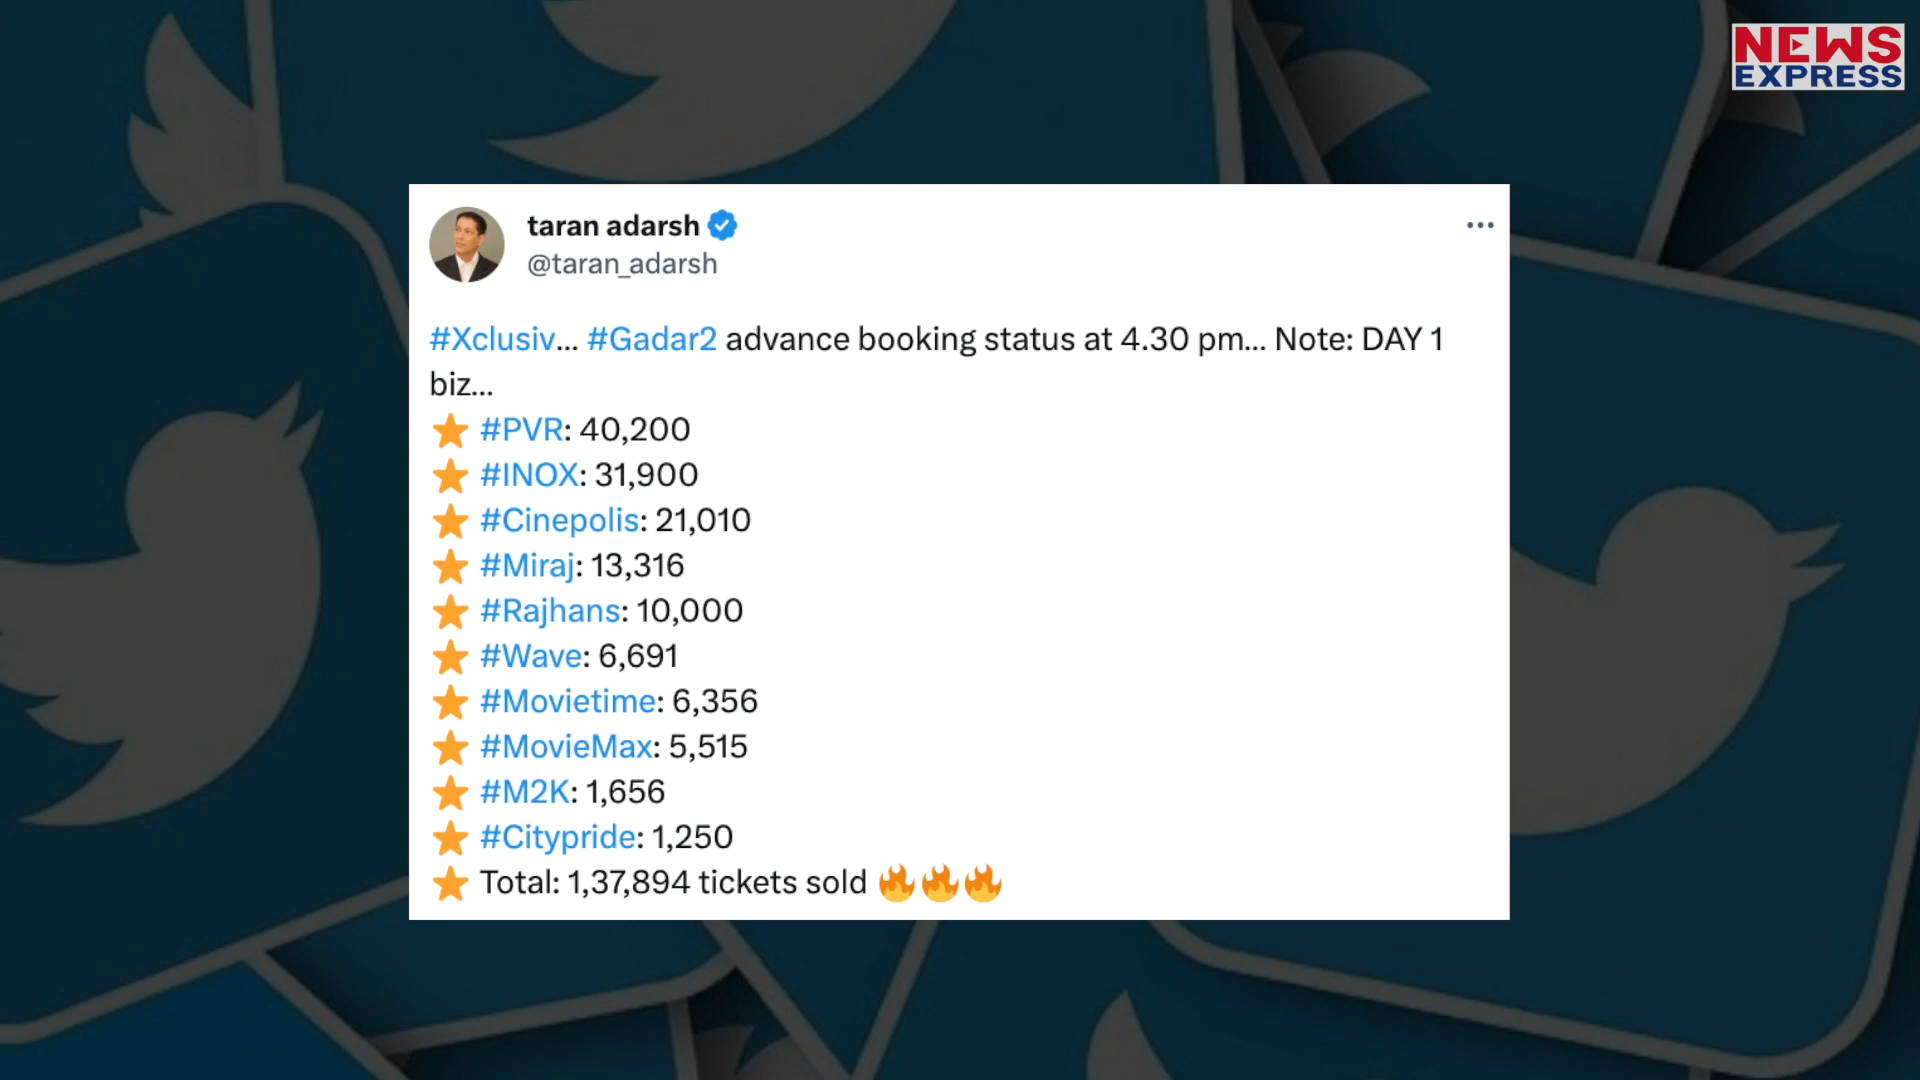 NEWS
EXPRESS
taran adarsh
@taran_adarsh
#Xclusiv... #Gadar2 advance booking status at 4.30 pm... Note: DAY 1
biz...
⭐ #PVR: 40,200
⭐ #INOX: 31,900
⭐ #Cinepolis: 21,010
⭐ #Miraj: 13,316
⭐ #Rajhans: 10,000
⭐ #Wave: 6,691
⭐ #Movietime: 6,356
⭐ #MovieMax: 5,515
⭐ #M2K: 1,656
⭐ #Citypride: 1,250
⭐ Total: 1,37,894 tickets sold 🔥🔥🔥